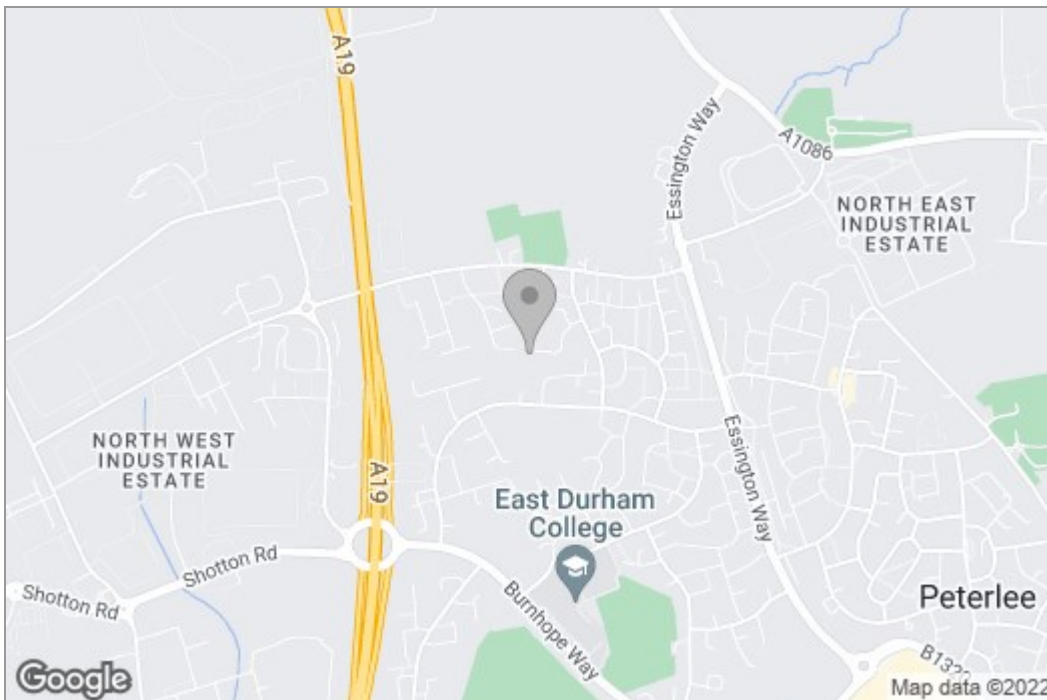 A19
Essington Way
A1086
NORTH EAST
INDUSTRIAL
ESTATE
NORTH WEST
INDUSTRIAL
ESTATE
A19
Essington Way
East Durham
College
Shotton Rd
Shotton Rd
Burnhope Way
Peterlee
B1320
Google
Map data ©2022